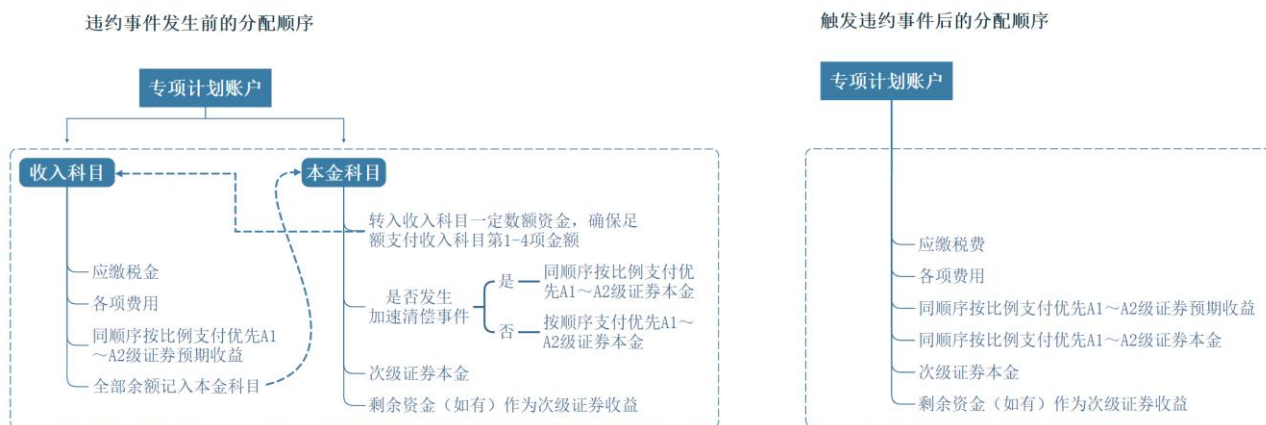 违约事件发生前的分配顺序
专项计划账户
收入科目
应缴税金
各项费用
同顺序按比例支付优先A1
～A2级证券预期收益
全部余额记入本金科目
本金科目
转入收入科目一定数额资金，确保足
额支付收入科目第1-4项金额
是否发生
加速清偿事件
是
同顺序按比例支付优
先A1～A2级证券本金
否
按顺序支付优先A1～
A2级证券本金
次级证券本金
剩余资金（如有）作为次级证券收益
触发违约事件后的分配顺序
专项计划账户
应缴税费
各项费用
同顺序按比例支付优先A1～A2级证券预期收益
同顺序按比例支付优先A1～A2级证券本金
次级证券本金
剩余资金（如有）作为次级证券收益